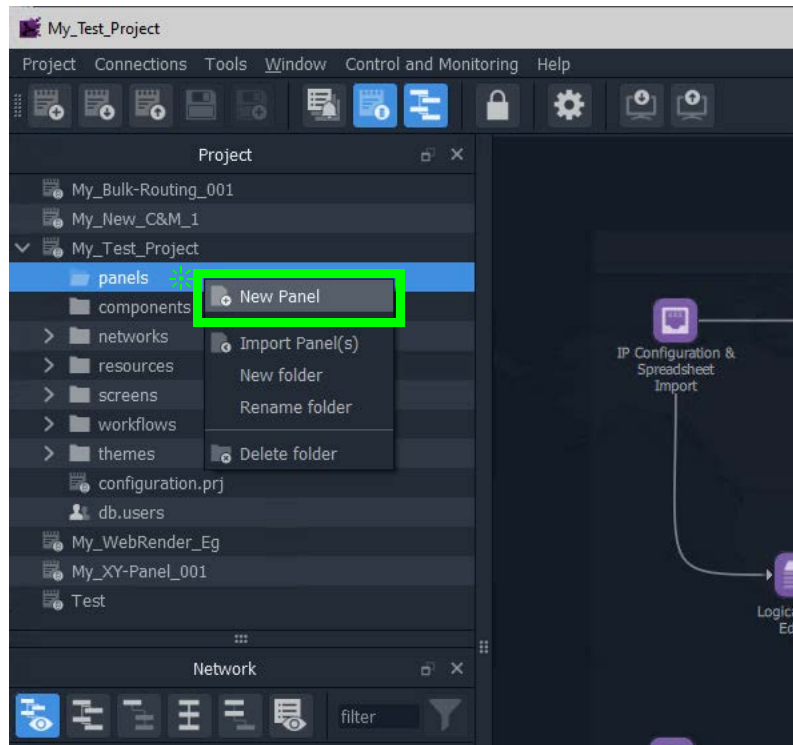 My_Test_Project
Project Connections Tools Window Control and Monitoring Help
Project
My_Bulk-Routing_001
My_New_C&M_1
My_Test_Project
panels
New Panel
components
networks
Import Panel(s)
resources
New folder
screens
Rename folder
workflows
themes
Delete folder
configuration.prj
db.users
My_WebRender_Eg
My_XY-Panel_001
Test
IP Configuration &
Spreadsheet
Import
Network
filter